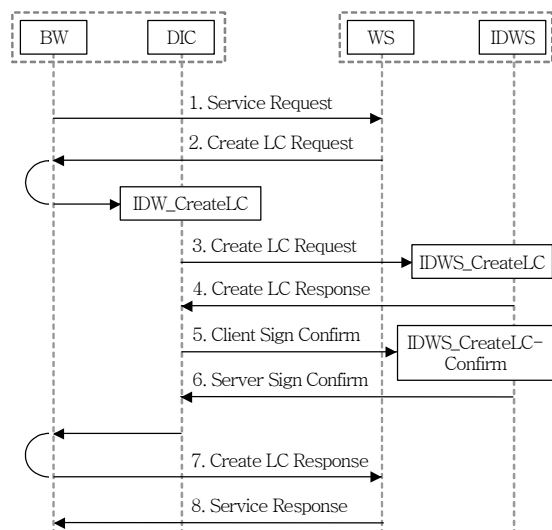 BW DIC WS IDWS
1. Service Request
2. Create LC Request
IDW_CreateLC
3. Create LC Request
IDWS_CreateLC
4. Create LC Response
5. Client Sign Confirm
IDWS_CreateLC-
Confirm
6. Server Sign Confirm
7. Create LC Response
8. Service Response